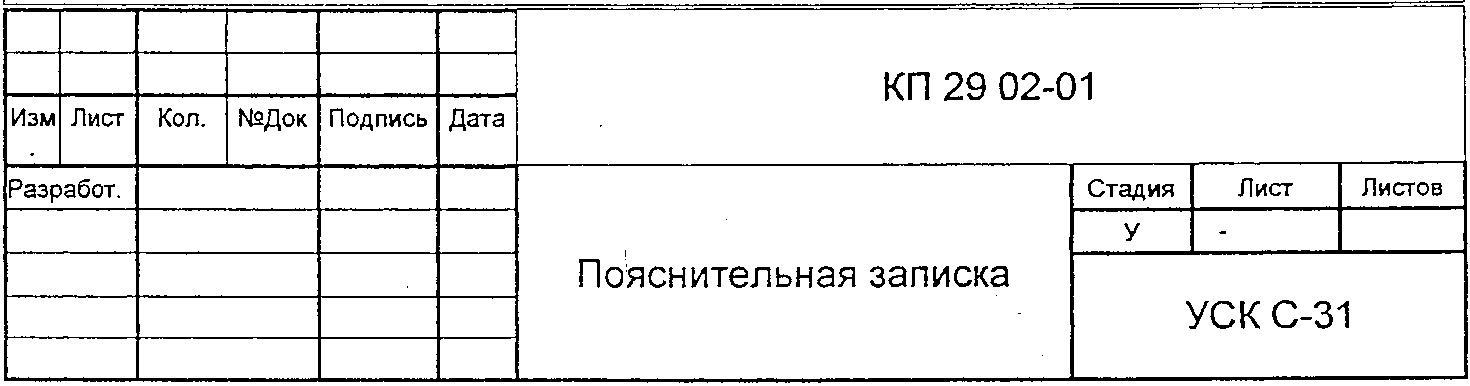 КП 29 02-01
Изм Лист Кол. №Док Подпись Дата
Разработ.
Пояснительная записка
Стадия Лист Листов
У -
УСК С-31